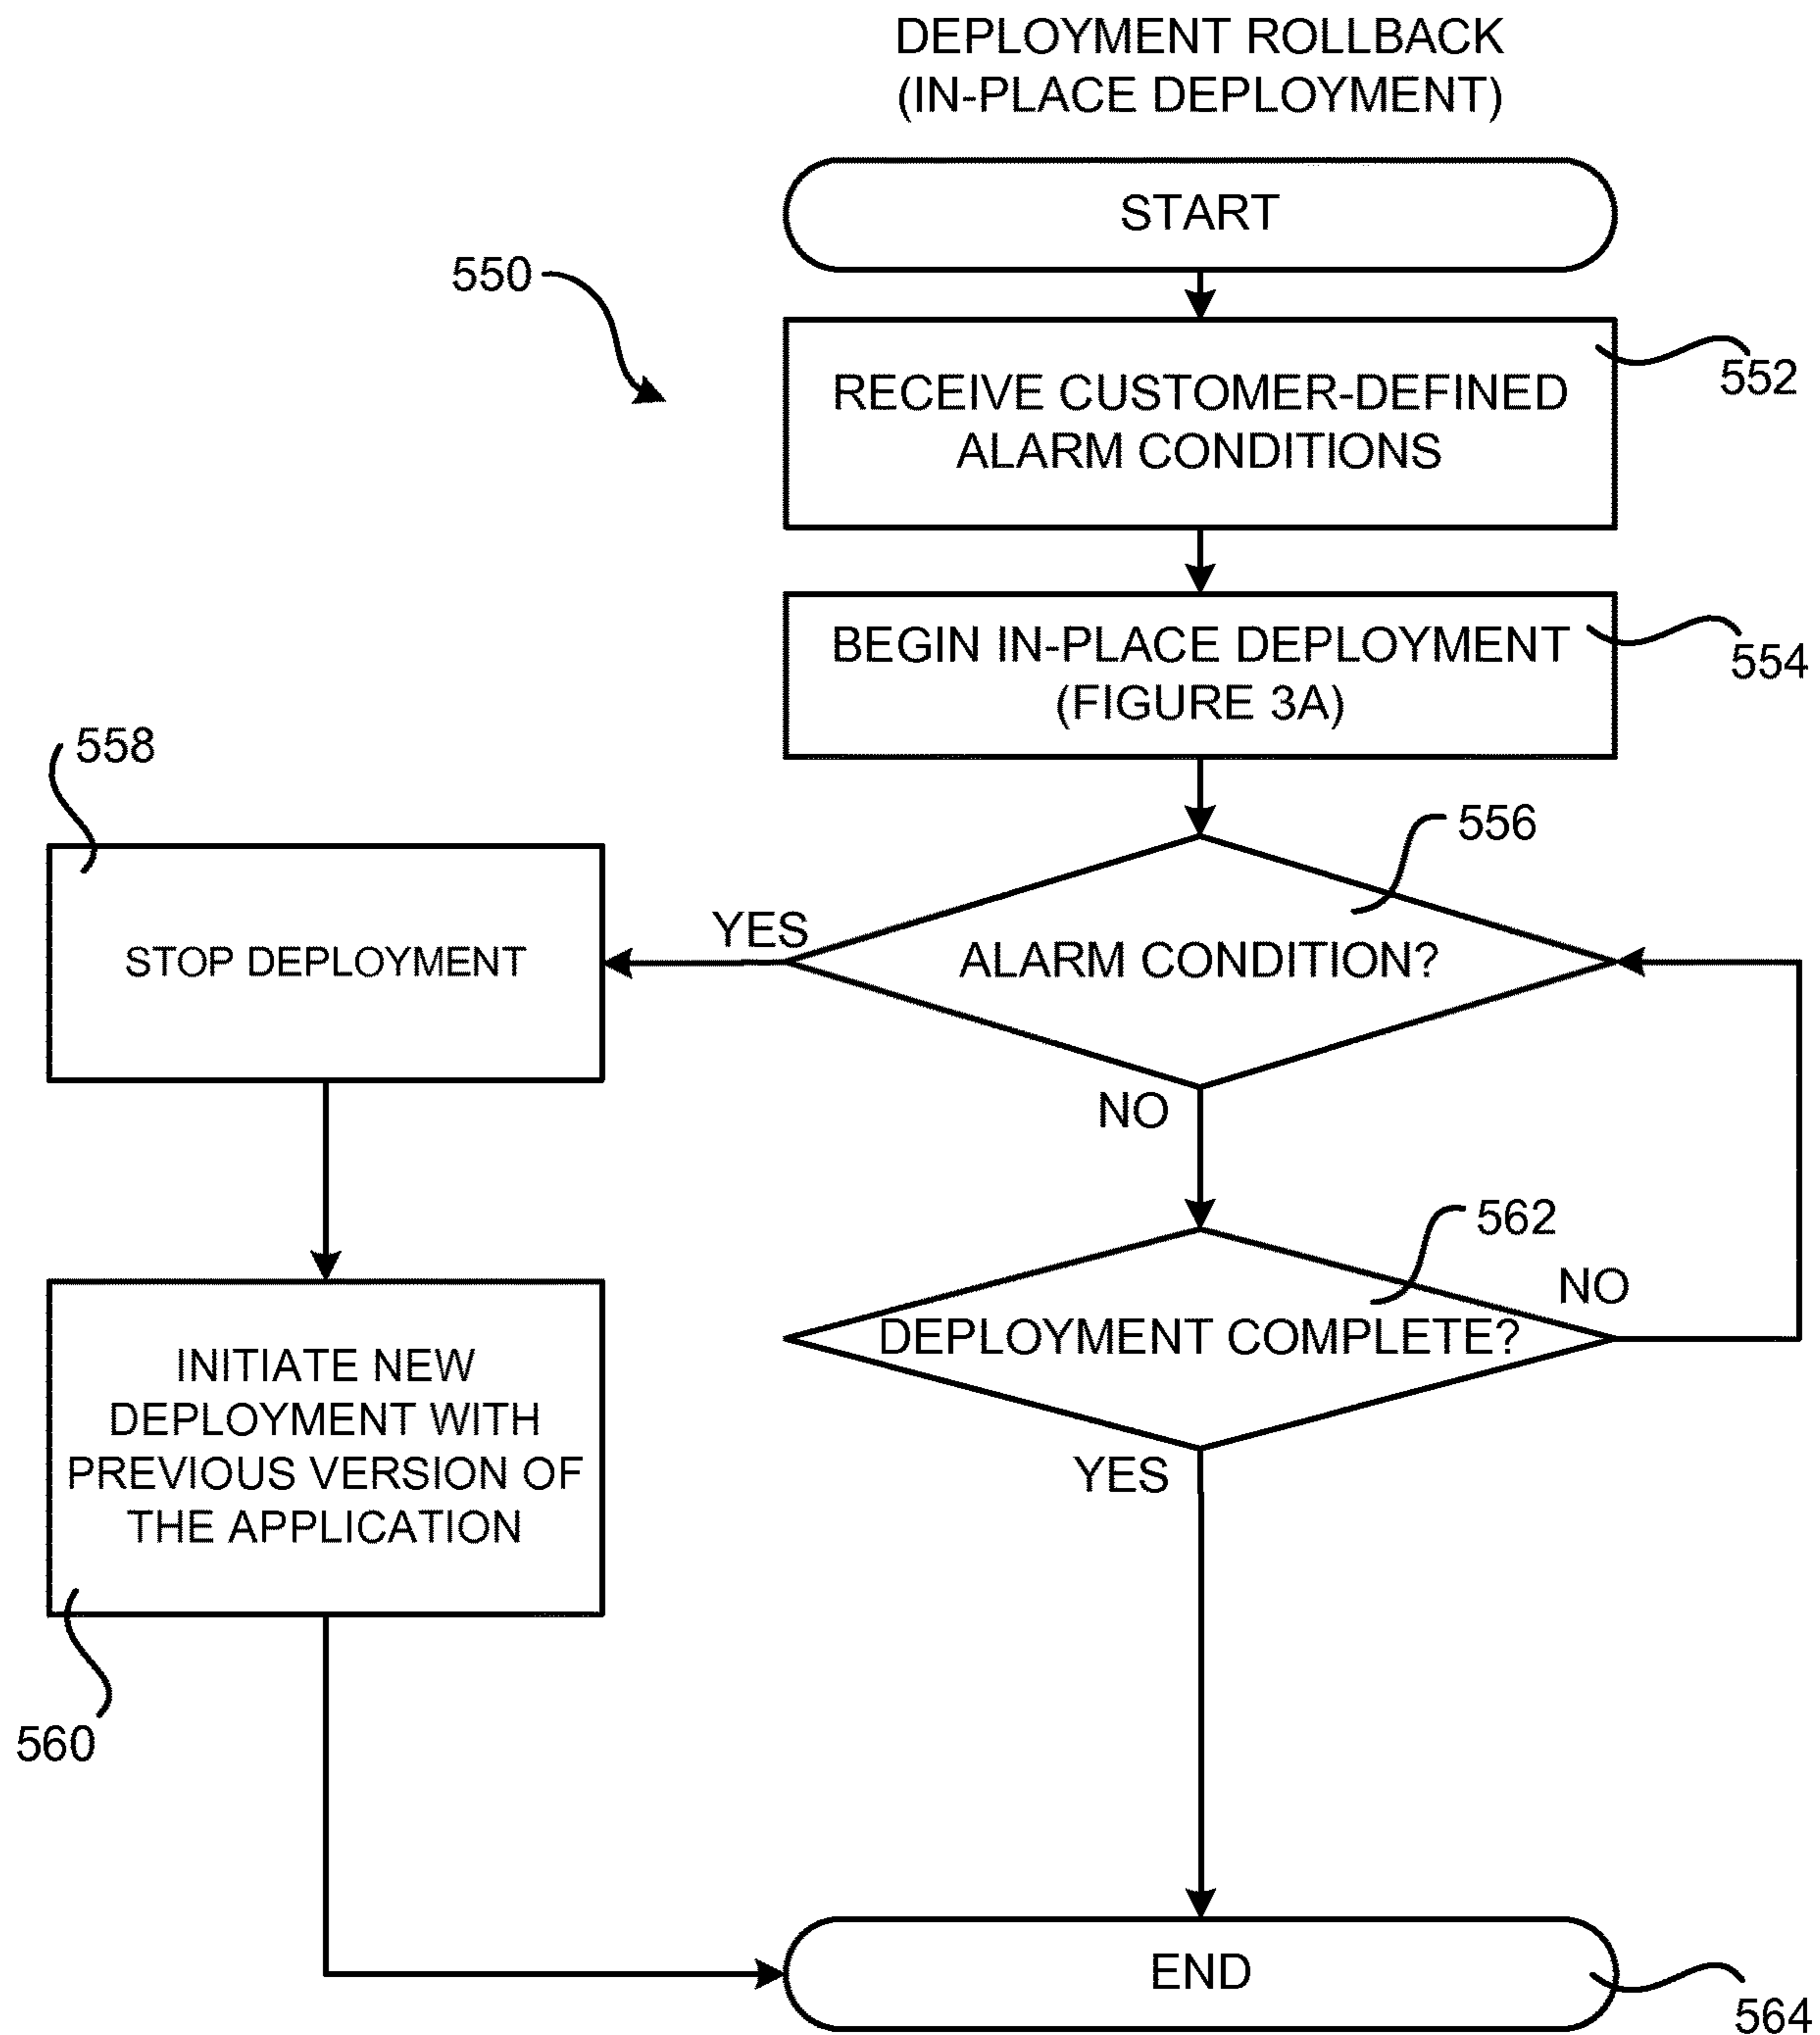 DEPLOYMENT ROLLBACK
(IN-PLACE DEPLOYMENT)
START
550
552
RECEIVE CUSTOMER-DEFINED
ALARM CONDITIONS
BEGIN IN-PLACE DEPLOYMENT
(FIGURE 3A)
554
558
556
YES
STOP DEPLOYMENT
ALARM CONDITION?
NO
562
NO
DEPLOYMENT COMPLETE?
INITIATE NEW
DEPLOYMENT WITH
PREVIOUS VERSION OF
THE APPLICATION
YES
560
END
564